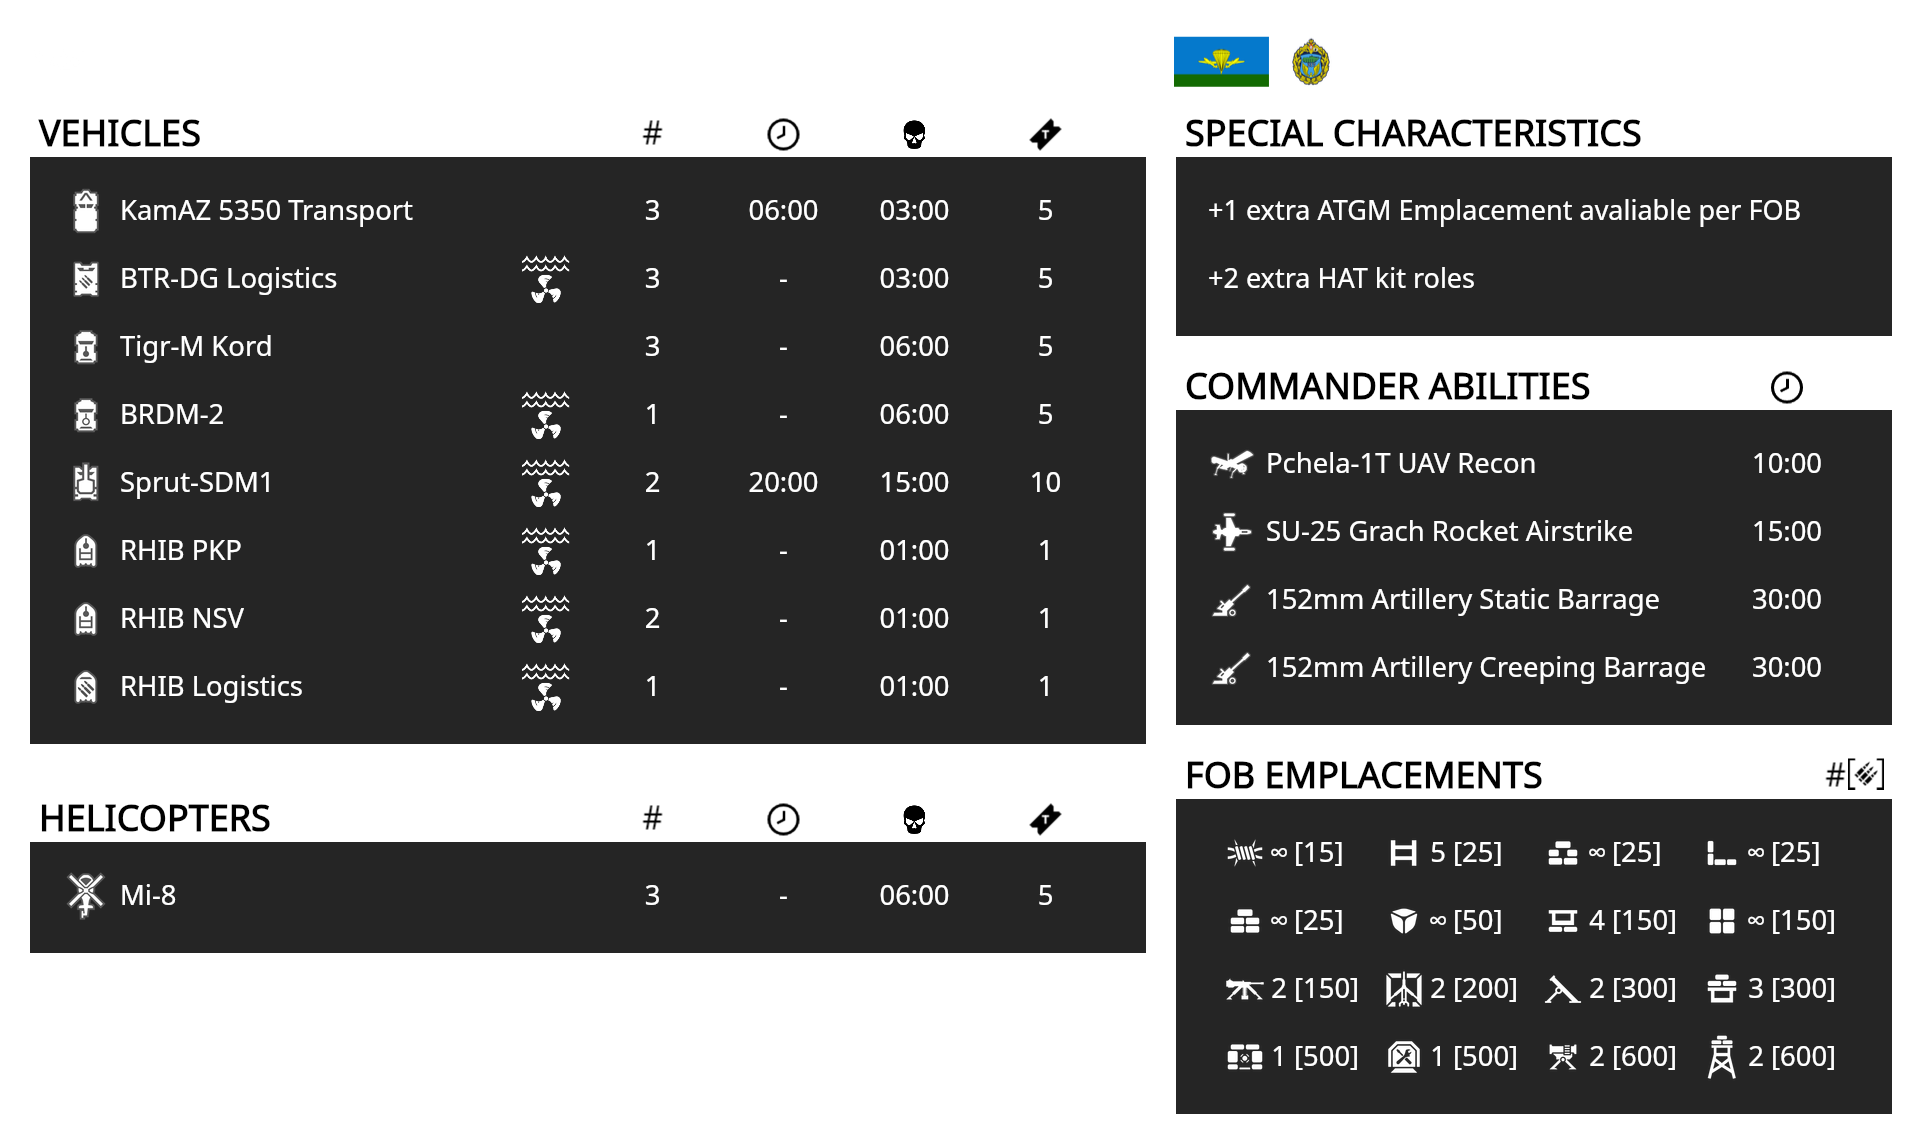 VEHICLES #
KamAZ 5350 Transport 3 06:00 03:00 5
BTR-DG Logistics 3 - 03:00 5
Tigr-M Kord 3 - 06:00 5
BRDM-2 1 - 06:00 5
Sprut-SDM1 2 20:00 15:00 10
RHIB PKP 1 - 01:00 1
RHIB NSV 2 - 01:00 1
RHIB Logistics 1 - 01:00 1
HELICOPTERS #
Mi-8 3 - 06:00 5
SPECIAL CHARACTERISTICS
+1 extra ATGM Emplacement avaliable per FOB
+2 extra HAT kit roles
COMMANDER ABILITIES
Pchela-1T UAV Recon 10:00
SU-25 Grach Rocket Airstrike 15:00
152mm Artillery Static Barrage 30:00
152mm Artillery Creeping Barrage 30:00
FOB EMPLACEMENTS #[]
∞ [15] 5 [25] ∞ [25] ∞ [25]
∞ [25] ∞ [50] 4 [150] ∞ [150]
2 [150] 2 [200] 2 [300] 3 [300]
1 [500] 1 [500] 2 [600] 2 [600]